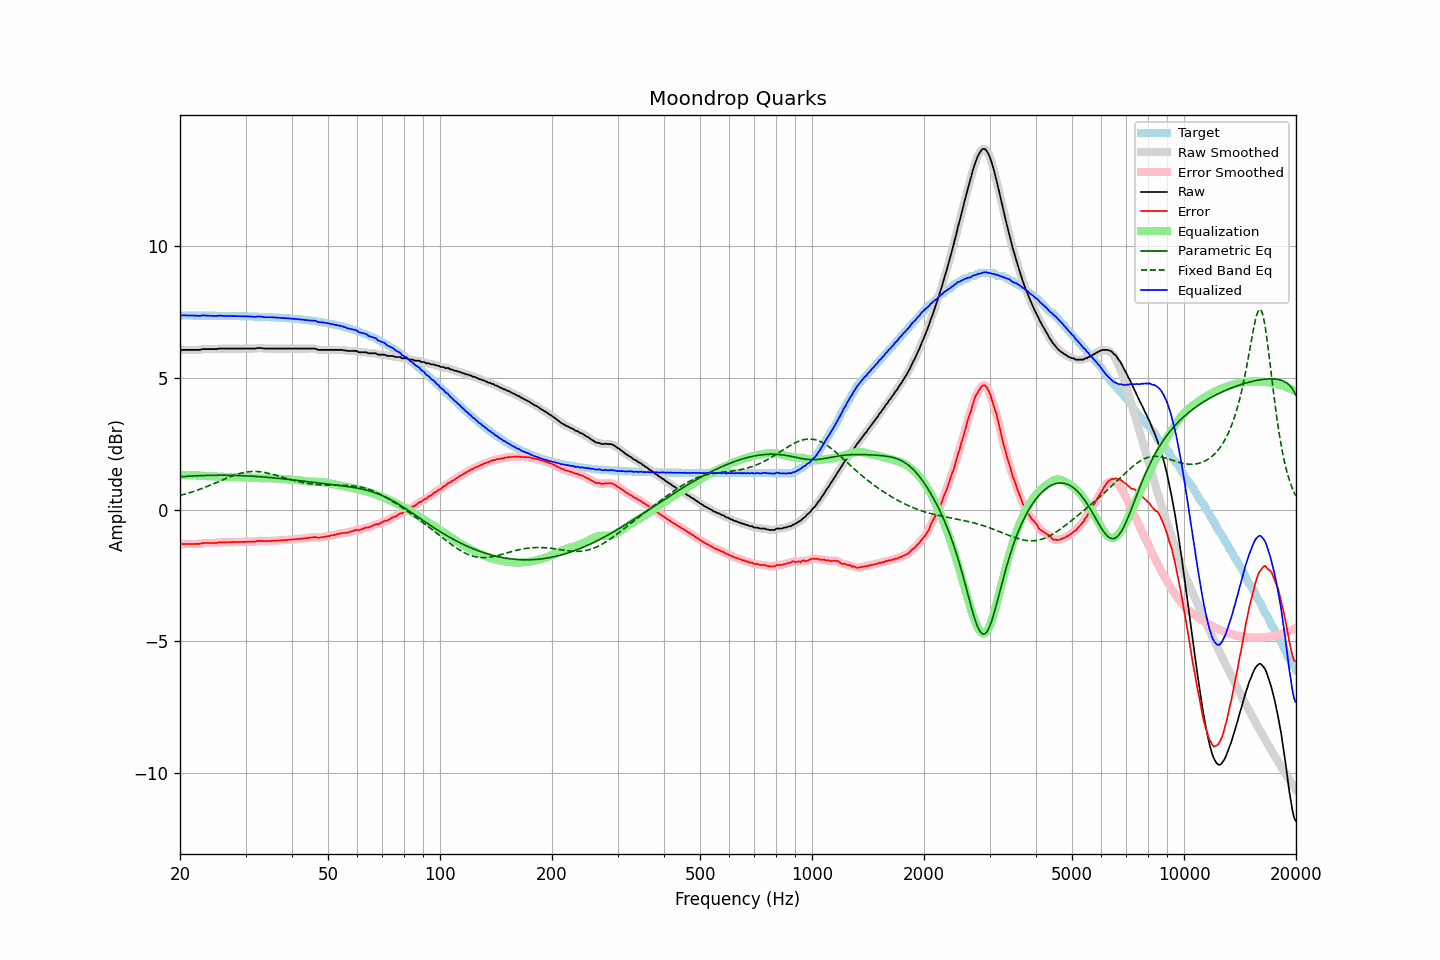 Moondrop Quarks
Target
Raw Smoothed
Error Smoothed
Raw
Error
Equalization
Parametric Eq
Fixed Band Eq
Equalized
Amplitude (dBr)
10
5
0
−5
−10
20 50 100 200 500 1000 2000 5000 10000 20000
Frequency (Hz)